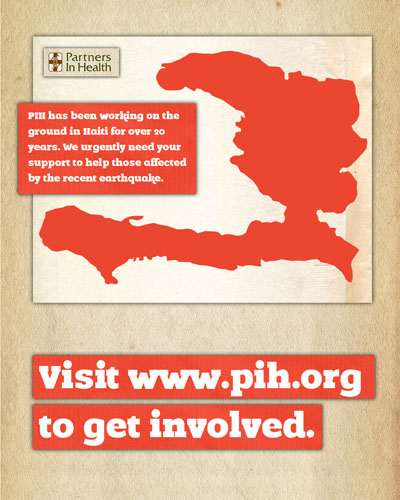 Partners
In Health
PIH has been working on the
ground in Haiti for over 20
years. We urgently need your
support to help those affected
by the recent earthquake.
Visit www.pih.org
to get involved.